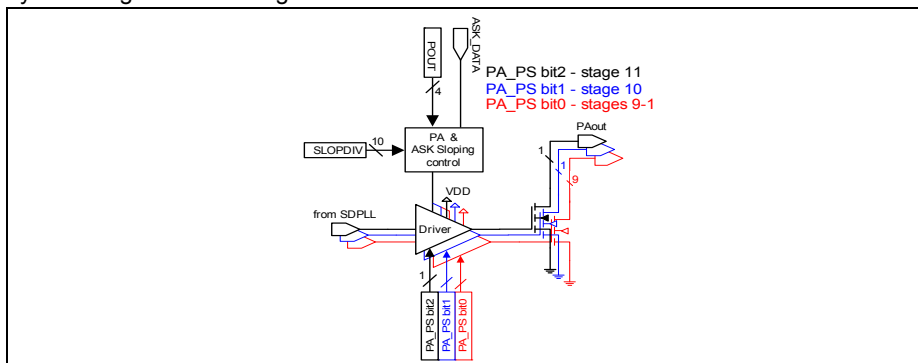 ASK_DATA
POUT
4
PA_PS bit2 - stage 11
PA_PS bit1 - stage 10
PA_PS bit0 - stages 9-1
PAout
SLOPDIV
10
PA &
ASK Sloping
control
1
1
9
VDD
from SDPLL
Driver
1
PA_PS bit2
PA_PS bit1
PA_PS bit0